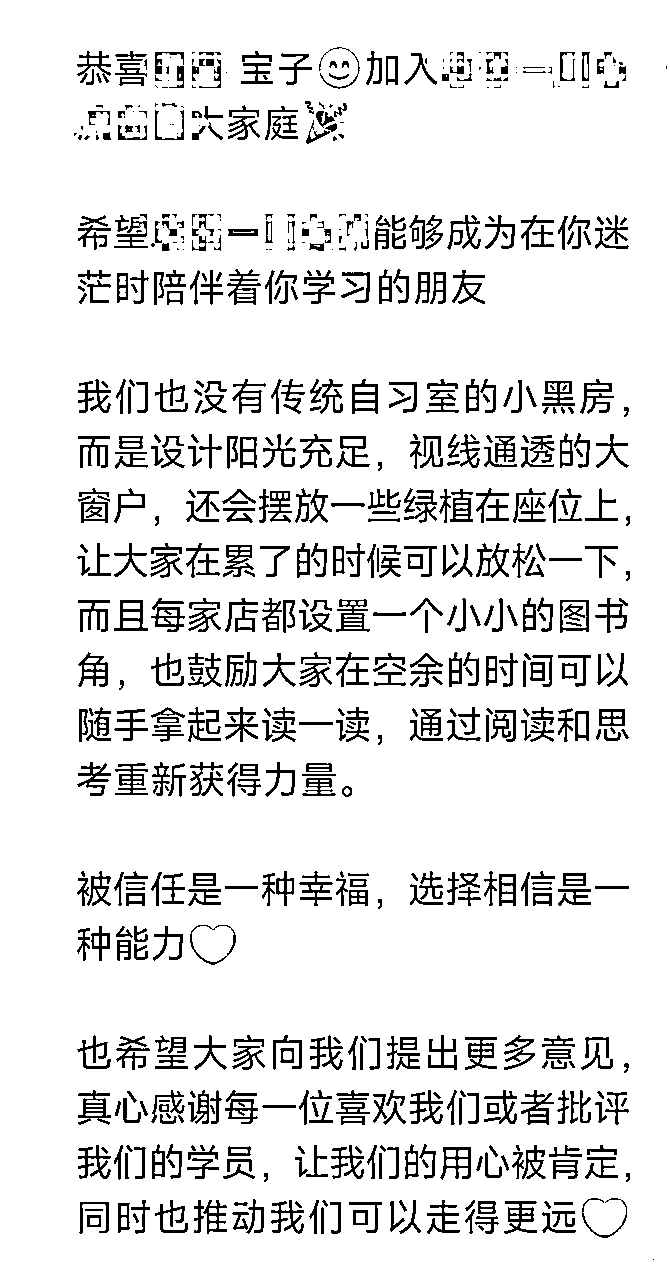 恭喜 宝子😊加入
大家庭🎉
希望 能够成为在你迷
茫时陪伴着你学习的朋友
我们也没有传统自习室的小黑房，
而是设计阳光充足，视线通透的大
窗户，还会摆放一些绿植在座位上，
让大家在累了的时候可以放松一下，
而且每家店都设置一个小小的图书
角，也鼓励大家在空余的时间可以
随手拿起来读一读，通过阅读和思
考重新获得力量。
被信任是一种幸福，选择相信是一
种能力♡
也希望大家向我们提出更多意见，
真心感谢每一位喜欢我们或者批评
我们的学员，让我们的用心被肯定，
同时也推动我们可以走得更远♡